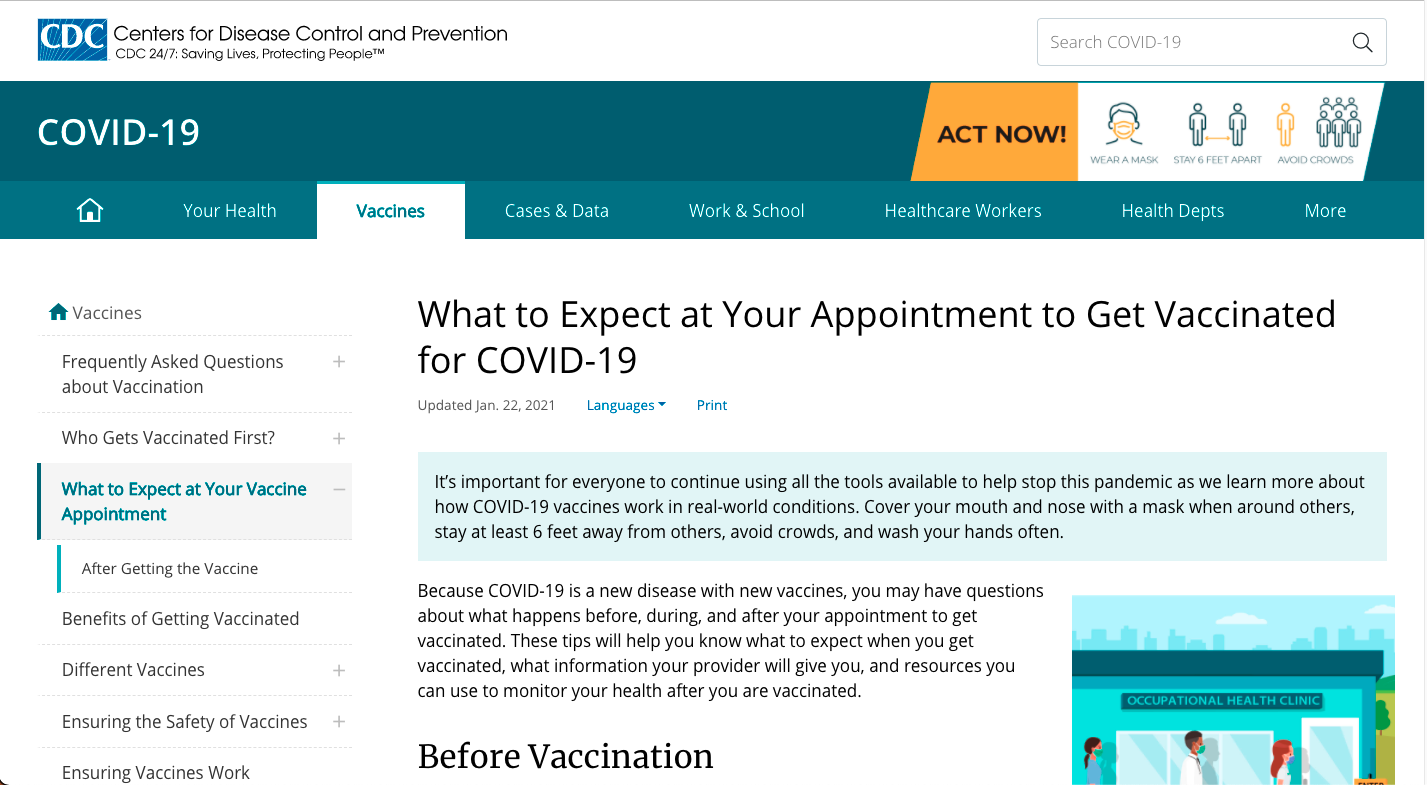 CDC Centers for Disease Control and Prevention
CDC 24/7: Saving Lives, Protecting People™
Search COVID-19
COVID-19
ACT NOW!
WEAR A MASK
STAY 6 FEET APART
AVOID CROWDS
Your Health
Vaccines
Cases & Data
Work & School
Healthcare Workers
Health Depts
More
Vaccines
Frequently Asked Questions
about Vaccination
Who Gets Vaccinated First?
What to Expect at Your Vaccine
Appointment
After Getting the Vaccine
Benefits of Getting Vaccinated
Different Vaccines
Ensuring the Safety of Vaccines
Ensuring Vaccines Work
What to Expect at Your Appointment to Get Vaccinated
for COVID-19
Updated Jan. 22, 2021
Languages
Print
It’s important for everyone to continue using all the tools available to help stop this pandemic as we learn more about
how COVID-19 vaccines work in real-world conditions. Cover your mouth and nose with a mask when around others,
stay at least 6 feet away from others, avoid crowds, and wash your hands often.
Because COVID-19 is a new disease with new vaccines, you may have questions
about what happens before, during, and after your appointment to get
vaccinated. These tips will help you know what to expect when you get
vaccinated, what information your provider will give you, and resources you
can use to monitor your health after you are vaccinated.
OCCUPATIONAL HEALTH CLINIC
ENTER
Before Vaccination